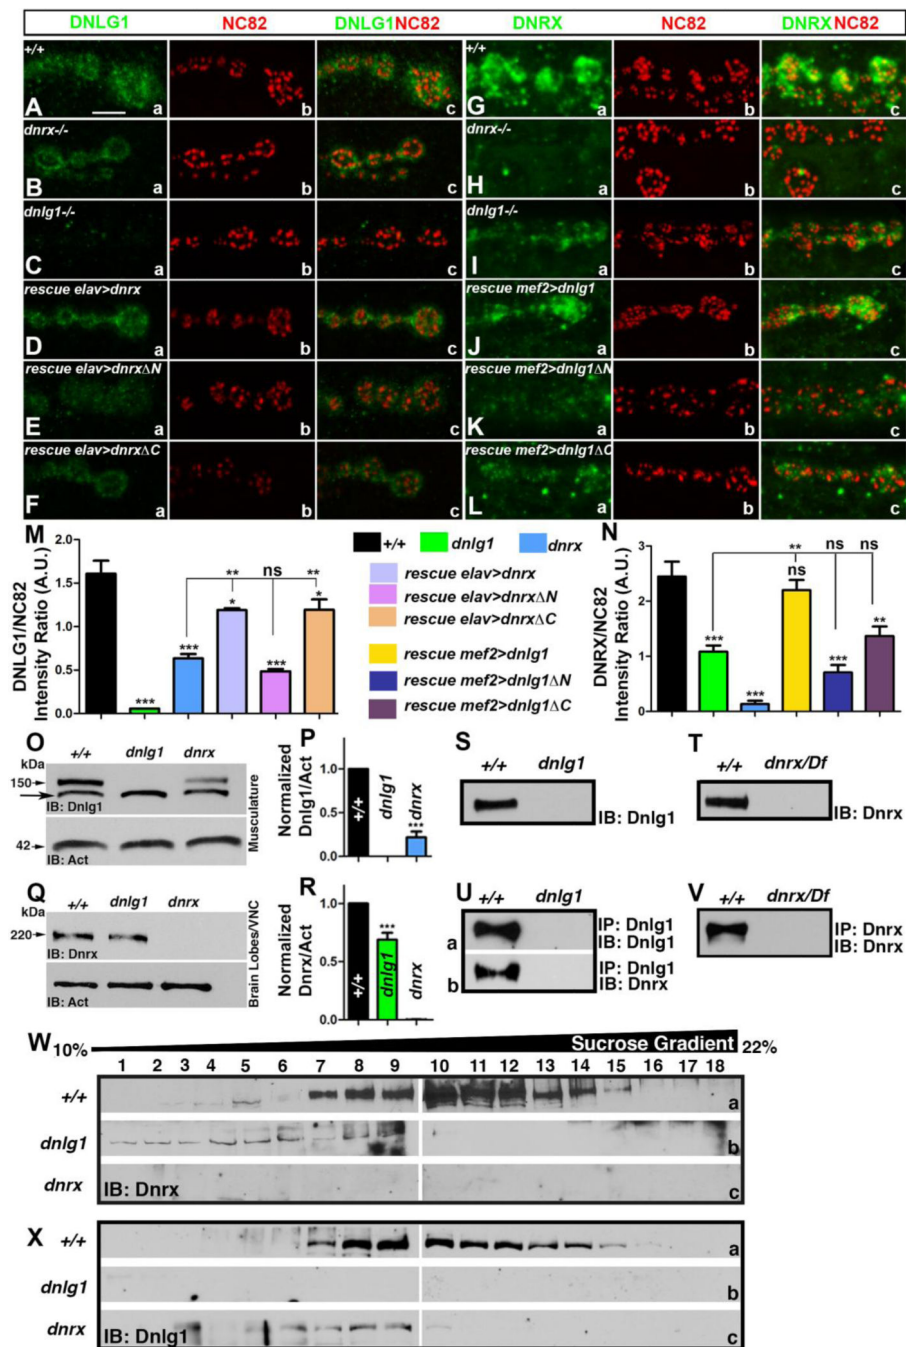 DNLG1 NC82 DNLG1NC82 DNRX NC82 DNRX NC82
+/+ +/+
A a b c G a b c
dnrx-/- dnrx-/-
B a b c H a b c
dnlg1-/- dnlg1-/-
C a b c I a b c
rescue elav>dnrx rescue mef2>dnlg1
D a b c J a b c
rescue elav>dnrxΔN rescue mef2>dnlg1ΔN
E a b c K a b c
rescue elav>dnrxΔC rescue mef2>dnlg1ΔC
F a b c L a b c
M
DNLG1/NC82
Intensity Ratio (A.U.)
2.0
1.5
1.0
0.5
0.0
*** *** ** * ns *** ** *
+/+ dnlg1 dnrx
rescue elav>dnrx
rescue elav>dnrxΔN
rescue elav>dnrxΔC
rescue mef2>dnlg1
rescue mef2>dnlg1ΔN
rescue mef2>dnlg1ΔC
N
DNRX/NC82
Intensity Ratio (A.U.)
3
2
1
0
*** *** ** ns ns *** ns **
O
kDa
+/+ dnlg1 dnrx
150
IB: Dnlg1
42
IB: Act
Musculature
P
Normalized
Dnlg1/Act
1.0
0.5
0.0
+/+ dnlg1 dnrx
***
S
+/+ dnlg1
IB: Dnlg1
T
+/+ dnrx/Df
IB: Dnrx
Q
kDa
+/+ dnlg1 dnrx
220
IB: Dnrx
IB: Act
Brain Lobes/VNC
R
Normalized
Dnrx/Act
1.0
0.5
0.0
+/+ dnlg1 dnrx
***
U
+/+ dnlg1
a
IP: Dnlg1
IB: Dnlg1
b
IP: Dnlg1
IB: Dnrx
V
+/+ dnrx/Df
IP: Dnrx
IB: Dnrx
W
10% Sucrose Gradient 22%
1 2 3 4 5 6 7 8 9 10 11 12 13 14 15 16 17 18
+/+ a
dnlg1 b
dnrx IB: Dnrx c
X
+/+ a
dnlg1 b
dnrx IB: Dnlg1 c